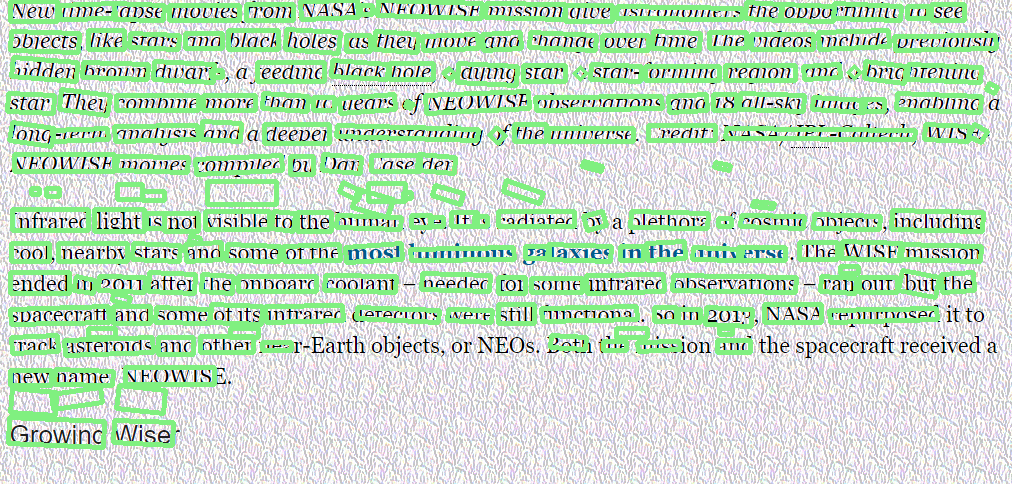 New time-lapse movies from NASA's NEOWISE mission give astronomers the opportunity to see
objects, like stars and black holes, as they move and change over time. The videos include previously
hidden brown dwarfs, a feeding black hole, a dying star, a star-forming region, and a brightening
star. They combine more than 10 years of NEOWISE observations and 18 all-sky images, enabling a
long-term analysis and a deeper understanding of the universe. Credit: NASA/JPL-Caltech/WISE;
NEOWISE movies compiled by Dan Caselden
Infrared light is not visible to the human eye. It is radiated by a plethora of cosmic objects, including
cool, nearby stars and some of the most luminous galaxies in the universe. The WISE mission
ended in 2011 after the onboard coolant – needed for some infrared observations – ran out, but the
spacecraft and some of its infrared detectors were still functional. So in 2013, NASA repurposed it to
track asteroids and other near-Earth objects, or NEOs. Both the mission and the spacecraft received a
new name: NEOWISE.
Growing Wiser